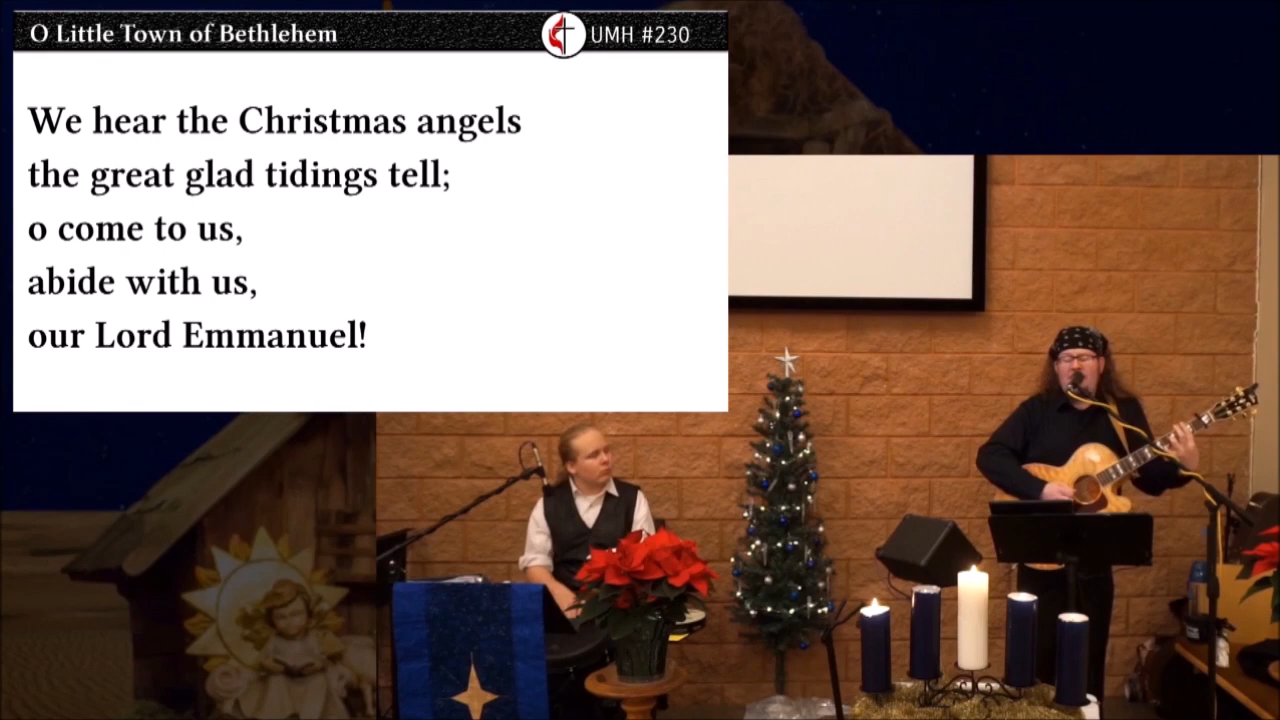 O Little Town of Bethlehem
UMH #230
We hear the Christmas angels
the great glad tidings tell;
o come to us,
abide with us,
our Lord Emmanuel!